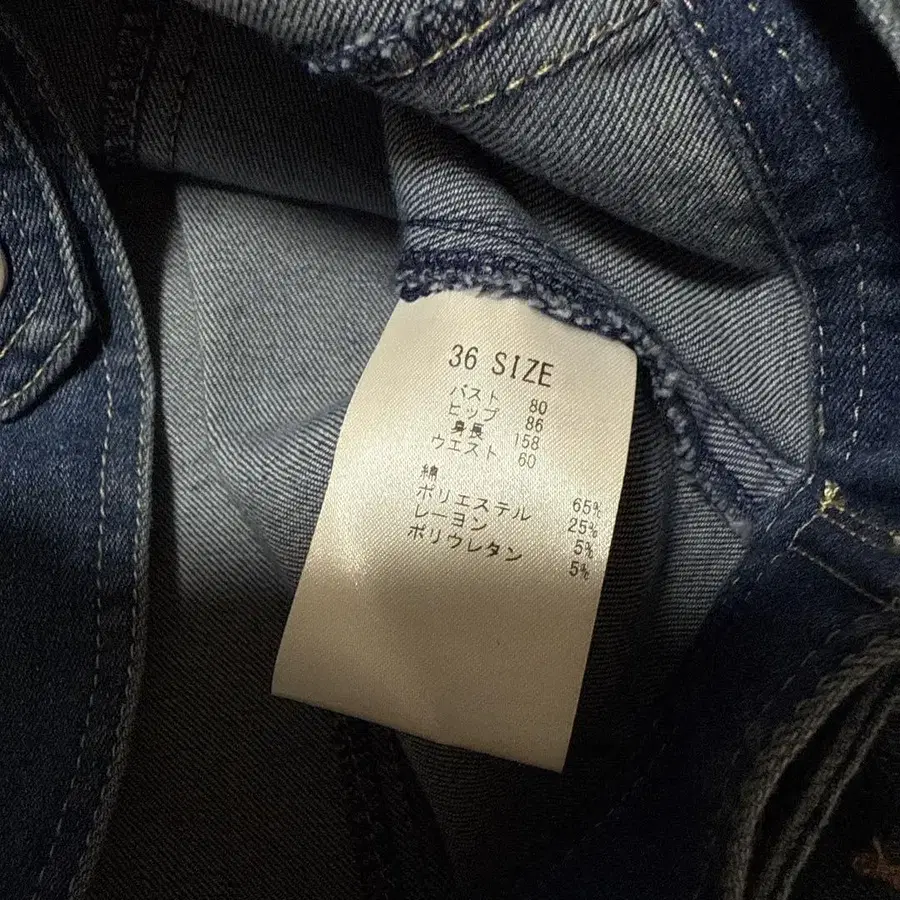 36 SIZE
バスト 80
ヒップ 86
身長 158
ウエスト 60
綿 65%
ポリエステル 25%
レーヨン 5%
ポリウレタン 5%